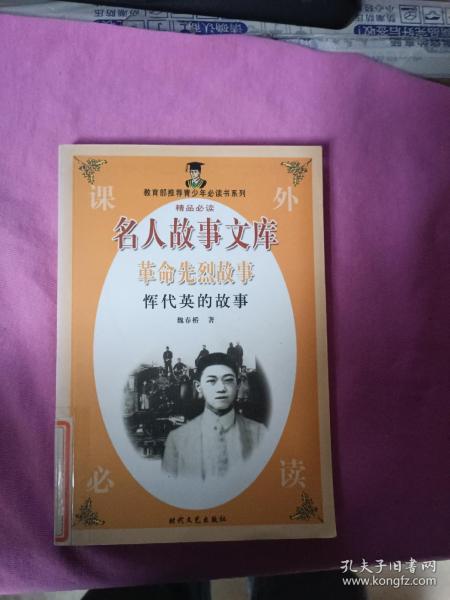 教育部推荐青少年必读书系列
精品必读
课
外
名人故事文库
革命先烈故事
恽代英的故事
魏春桥 著
必
读
时代文艺出版社
孔夫子旧书网
www.kongfz.com